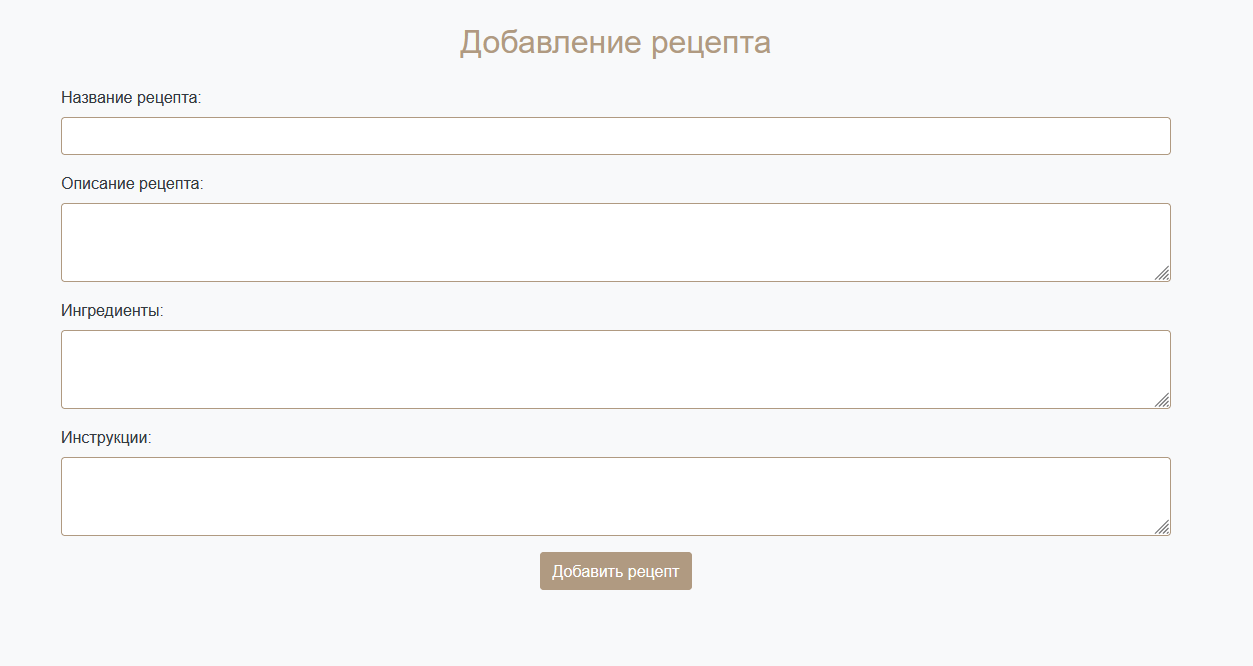 Добавление рецепта
Название рецепта:
Описание рецепта:
Ингредиенты:
Инструкции:
Добавить рецепт